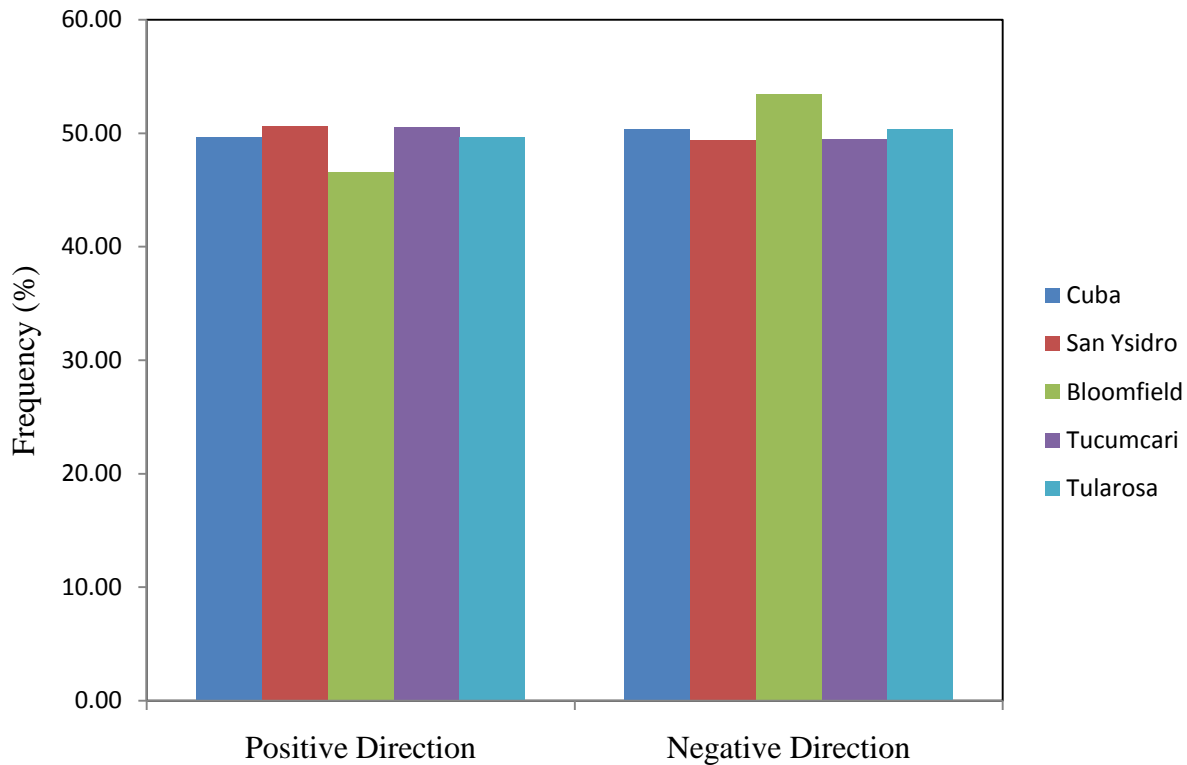 60.00
50.00
40.00
30.00
20.00
10.00
0.00
Frequency (%)
Positive Direction
Negative Direction
Cuba
San Ysidro
Bloomfield
Tucumcari
Tularosa